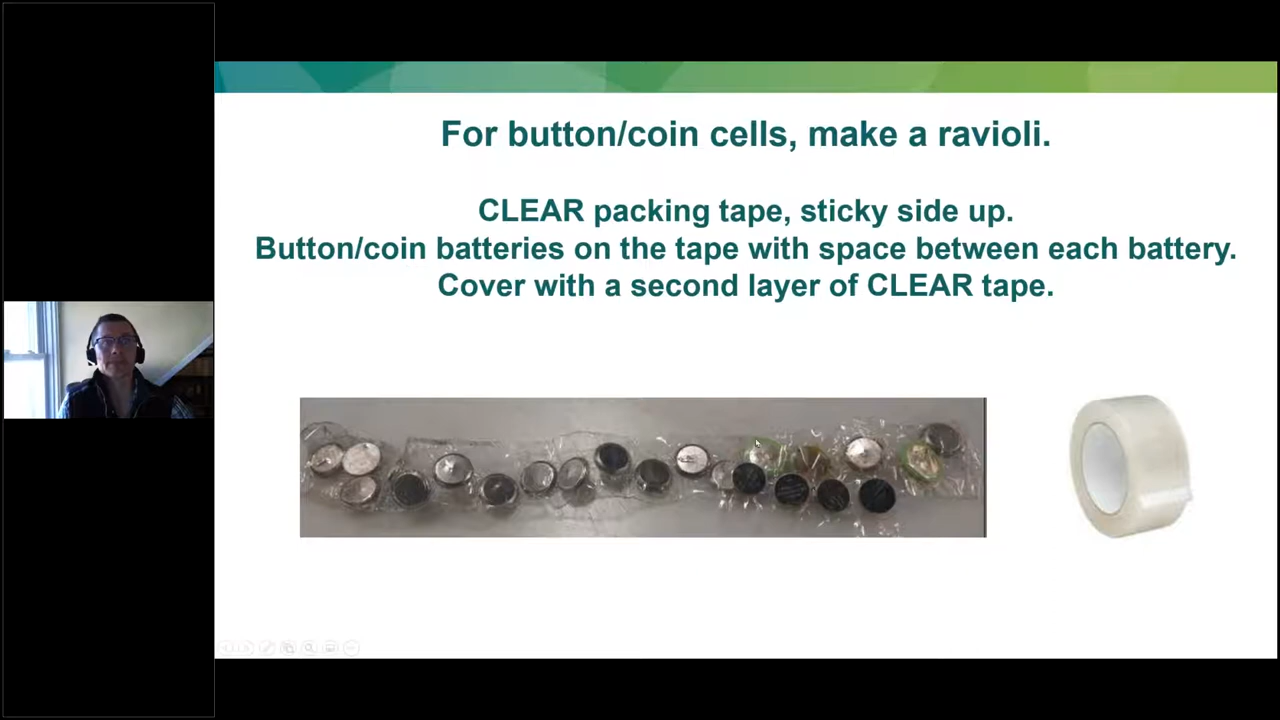 For button/coin cells, make a ravioli.
CLEAR packing tape, sticky side up.
Button/coin batteries on the tape with space between each battery.
Cover with a second layer of CLEAR tape.